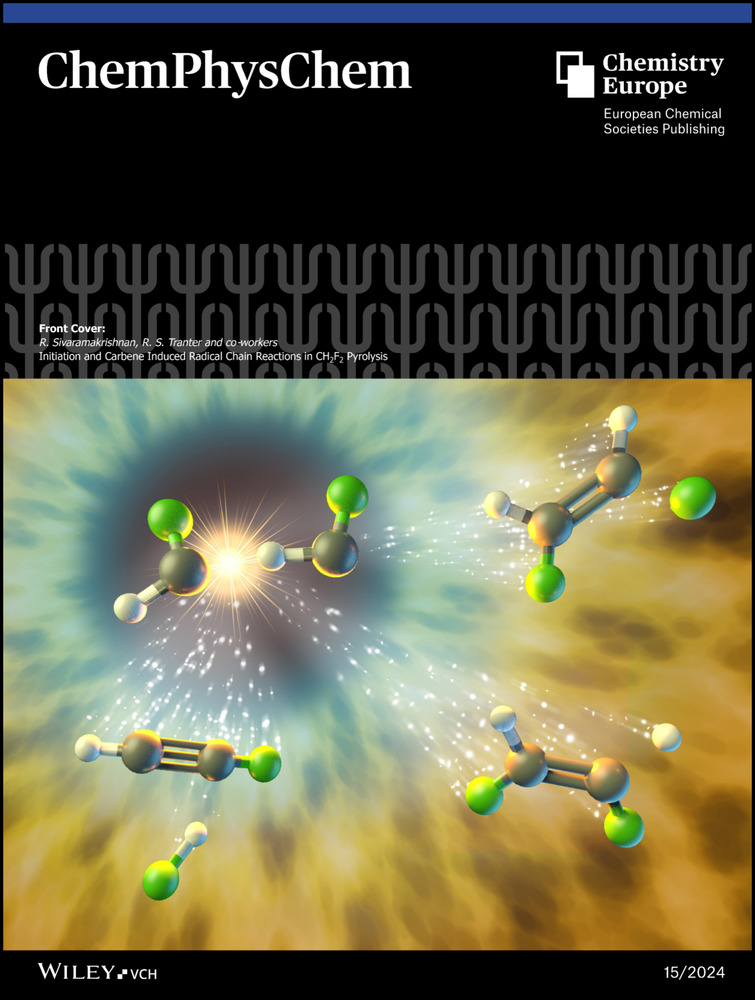 ChemPhysChem
Chemistry
Europe
European Chemical
Societies Publishing
Front Cover:
R. Sivaramakrishnan, R. S. Tranter and co-workers
Initiation and Carbene Induced Radical Chain Reactions in CH₂F₂ Pyrolysis
WILEY-VCH
15/2024